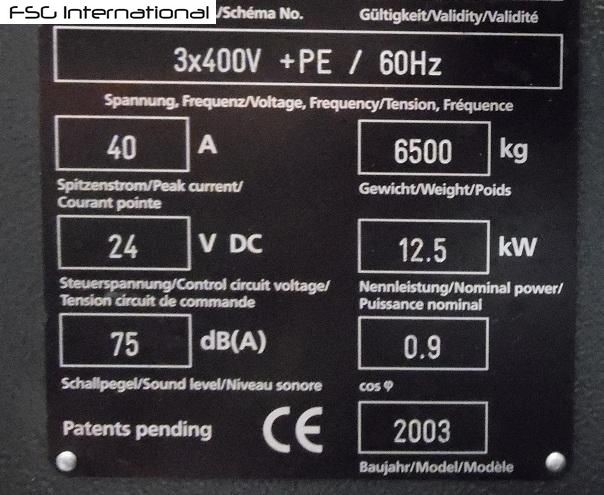 FSG International
/Schéma No. Gültigkeit/Validity/Validité
3x400V +PE / 60Hz
Spannung, Frequenz/Voltage, Frequency/Tension, Fréquence
40 A 6500 kg
Spitzenstrom/Peak current/ Gewicht/Weight/Poids
Courant pointe
24 V DC 12.5 kW
Steuerspannung/Control circuit voltage/ Nennleistung/Nominal power/
Tension circuit de commande Puissance nominal
75 dB(A) 0.9
Schallpegel/Sound level/Niveau sonore cos φ
Patents pending CE 2003
Baujahr/Model/Modèle